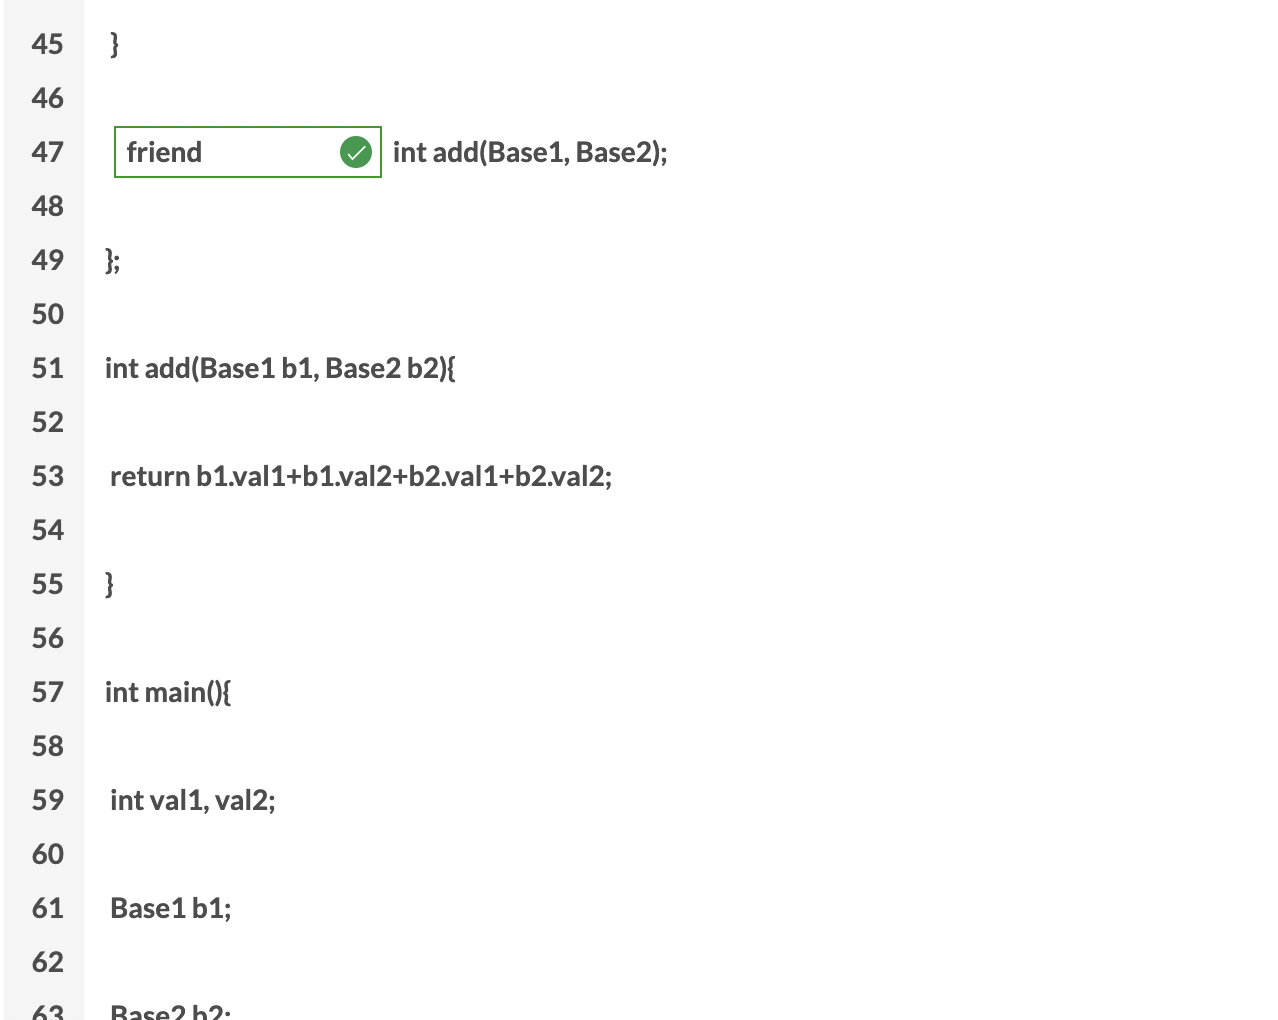 45 }
46
47 friend int add(Base1, Base2);
48
49 };
50
51 int add(Base1 b1, Base2 b2){
52
53 return b1.val1+b1.val2+b2.val1+b2.val2;
54
55 }
56
57 int main(){
58
59 int val1, val2;
60
61 Base1 b1;
62
63 Base2 b2;